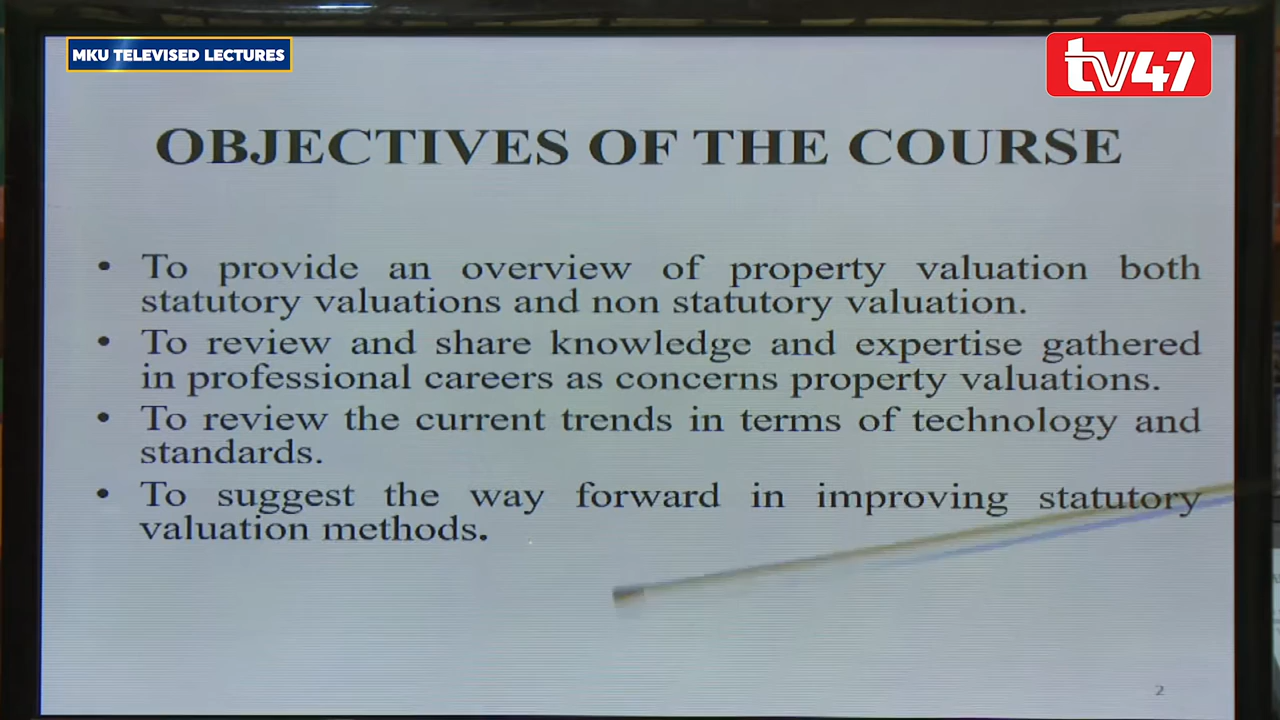 MKU TELEVISED LECTURES
tv47
OBJECTIVES OF THE COURSE
• To provide an overview of property valuation both
statutory valuations and non statutory valuation.
• To review and share knowledge and expertise gathered
in professional careers as concerns property valuations.
• To review the current trends in terms of technology and
standards.
• To suggest the way forward in improving statutory
valuation methods.
2